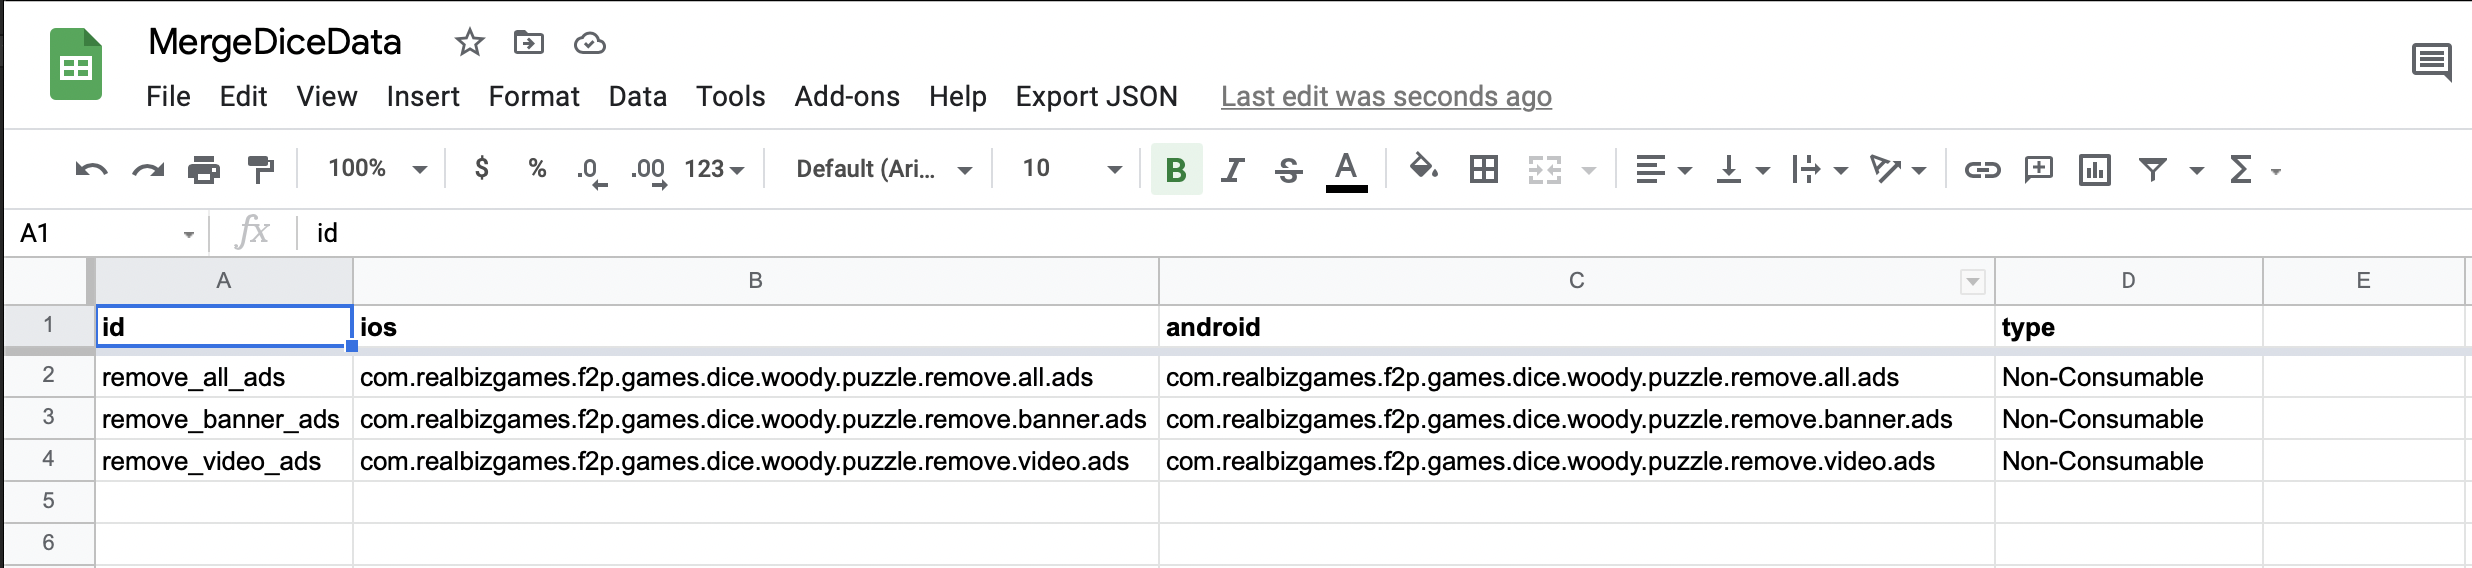 MergeDiceData
File Edit View Insert Format Data Tools Add-ons Help Export JSON Last edit was seconds ago
100% $ % .0 .00 123 Default (Ari... 10 B I S A Σ
A1 fx id
A B C D E
1 id ios android type
2 remove_all_ads com.realbizgames.f2p.games.dice.woody.puzzle.remove.all.ads com.realbizgames.f2p.games.dice.woody.puzzle.remove.all.ads Non-Consumable
3 remove_banner_ads com.realbizgames.f2p.games.dice.woody.puzzle.remove.banner.ads com.realbizgames.f2p.games.dice.woody.puzzle.remove.banner.ads Non-Consumable
4 remove_video_ads com.realbizgames.f2p.games.dice.woody.puzzle.remove.video.ads com.realbizgames.f2p.games.dice.woody.puzzle.remove.video.ads Non-Consumable
5
6